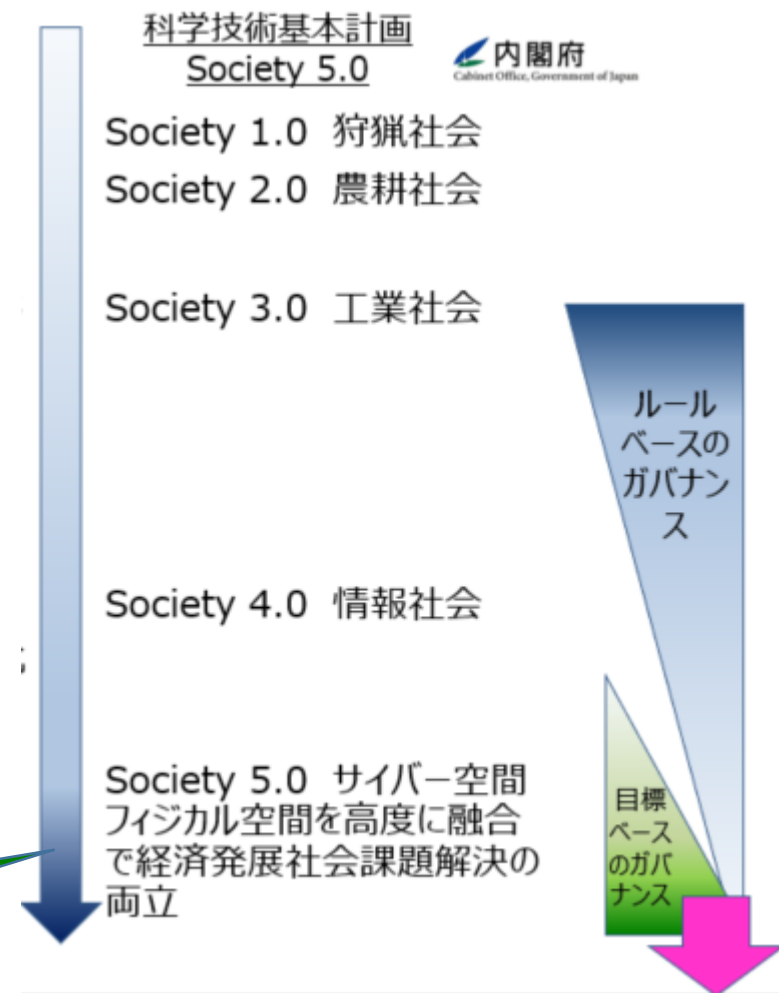 科学技術基本計画
Society 5.0
内閣府
Cabinet Office, Government of Japan
Society 1.0 狩猟社会
Society 2.0 農耕社会
Society 3.0 工業社会
ルール
ベースの
ガバナン
ス
Society 4.0 情報社会
Society 5.0 サイバー空間
フィジカル空間を高度に融合
で経済発展社会課題解決の
両立
目標
ベース
のガバ
ナンス